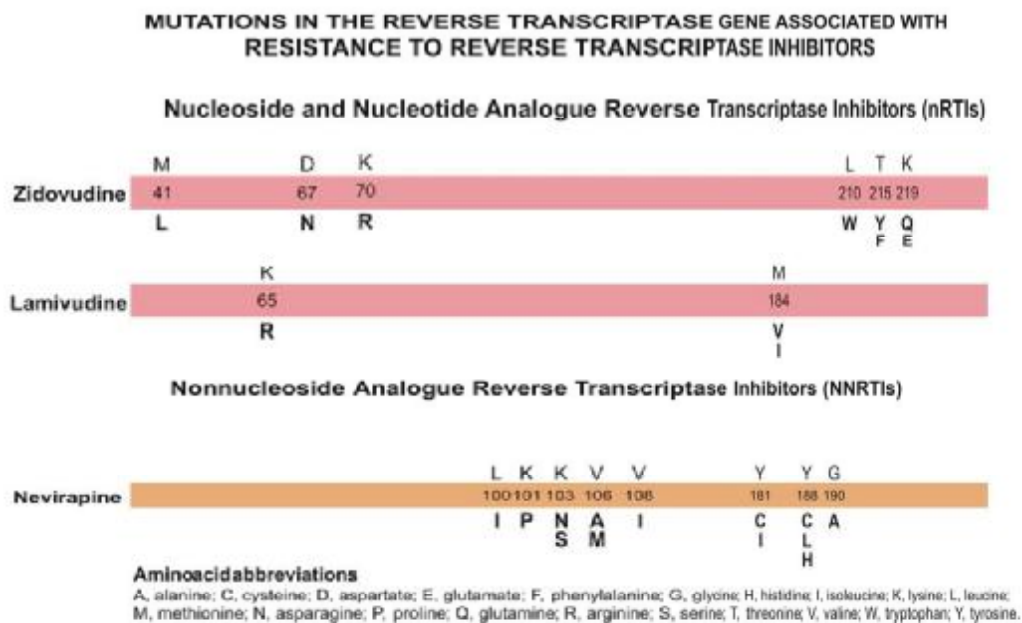 MUTATIONS IN THE REVERSE TRANSCRIPTASE GENE ASSOCIATED WITH
RESISTANCE TO REVERSE TRANSCRIPTASE INHIBITORS
Nucleoside and Nucleotide Analogue Reverse Transcriptase Inhibitors (nRTIs)
M D K L T K
Zidovudine 41 67 70 210 215 219
L N R W Y Q
F E
K M
Lamivudine 65 184
R V
I
Nonnucleoside Analogue Reverse Transcriptase Inhibitors (NNRTIs)
L K K V V Y Y G
Nevirapine 100 101 103 106 108 181 188 190
I P N A I C C A
S M I L
H
Aminoacid abbreviations
A, alanine; C, cysteine; D, aspartate; E, glutamate; F, phenylalanine; G, glycine; H, histidine; I, isoleucine; K, lysine; L, leucine;
M, methionine; N, asparagine; P, proline; Q, glutamine; R, arginine; S, serine; T, threonine; V, valine; W, tryptophan; Y, tyrosine.